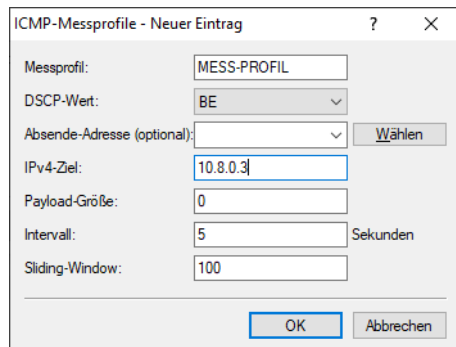 ICMP-Messprofile - Neuer Eintrag ? ×
Messprofil: MESS-PROFIL
DSCP-Wert: BE
Absende-Adresse (optional): Wählen
IPv4-Ziel: 10.8.0.3
Payload-Größe: 0
Intervall: 5 Sekunden
Sliding-Window: 100
OK Abbrechen